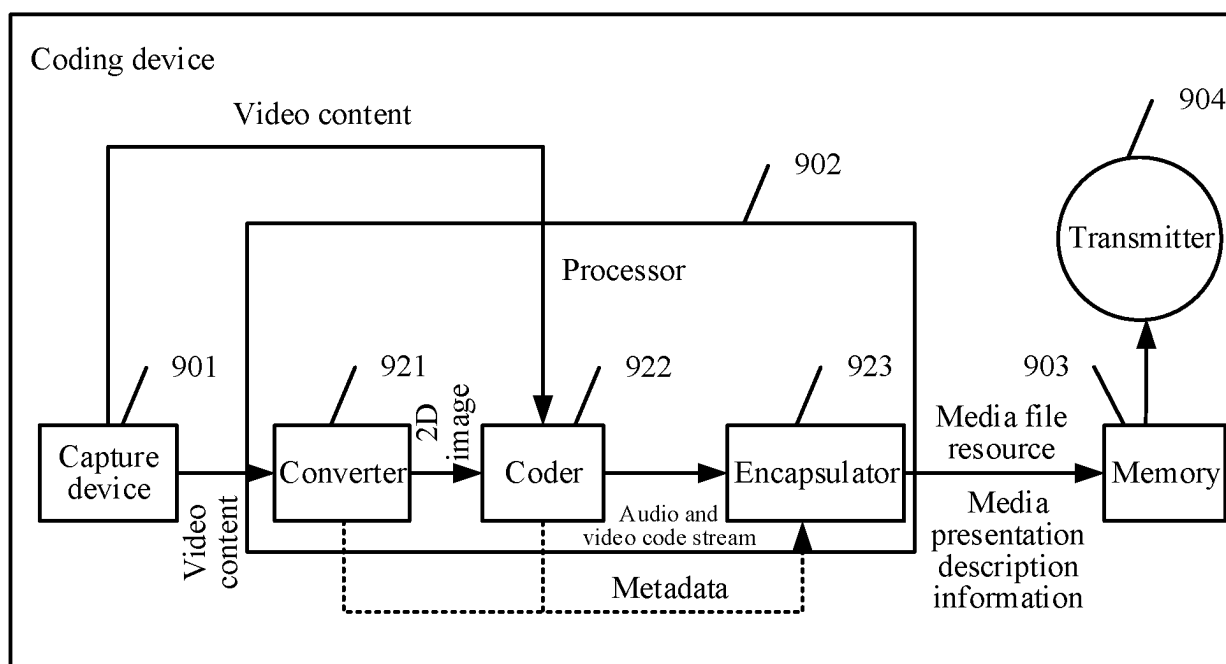 Coding device
Video content
904
902
Transmitter
Processor
901
921
922
923
903
2D
image
Media file
resource
Capture
device
Converter
Coder
Encapsulator
Memory
Video
content
Audio and
video code stream
Media
presentation
description
information
Metadata